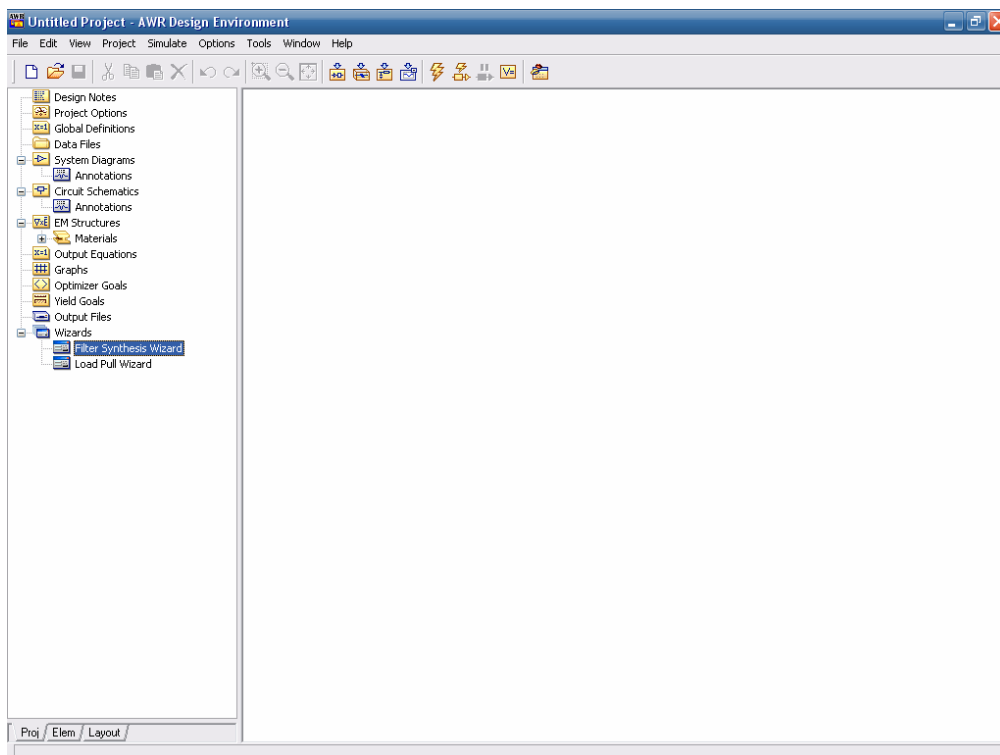 Untitled Project - AWR Design Environment
File Edit View Project Simulate Options Tools Window Help
Design Notes
Project Options
Global Definitions
Data Files
System Diagrams
Annotations
Circuit Schematics
Annotations
EM Structures
Materials
Output Equations
Graphs
Optimizer Goals
Yield Goals
Output Files
Wizards
Filter Synthesis Wizard
Load Pull Wizard
Proj Elem Layout